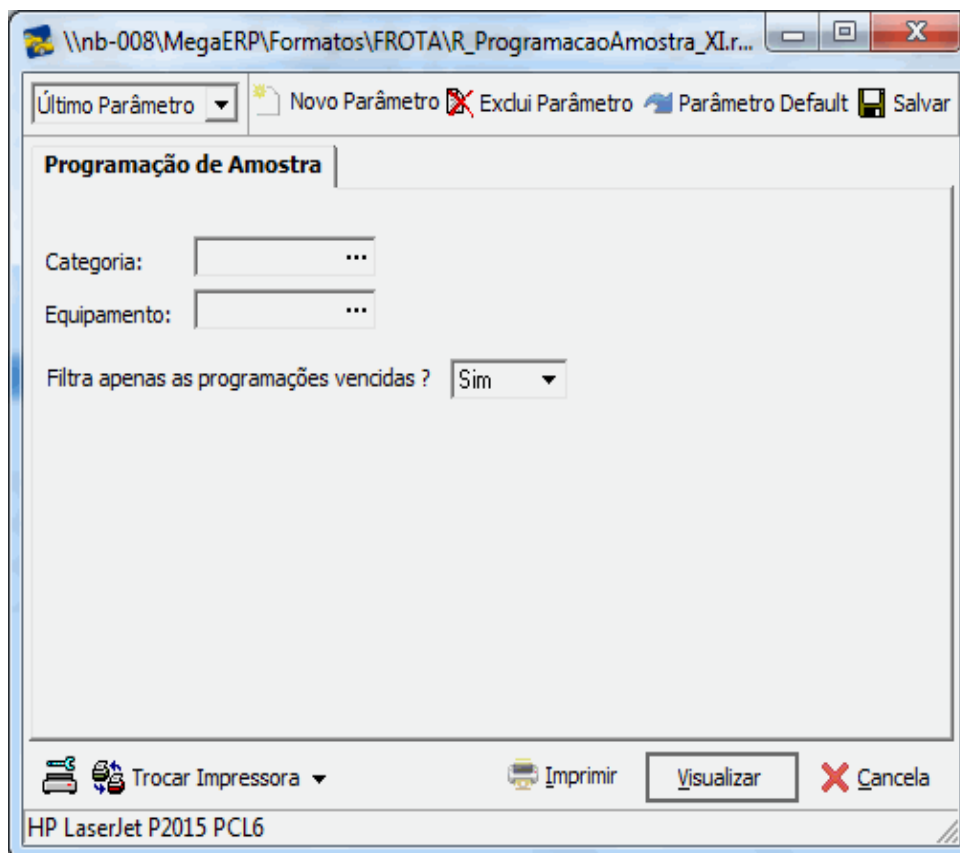 \\nb-008\MegaERP\Formatos\FROTA\R_ProgramacaoAmostra_XI.r...
Último Parâmetro Novo Parâmetro Exclui Parâmetro Parâmetro Default Salvar
Programação de Amostra
Categoria: ...
Equipamento: ...
Filtra apenas as programações vencidas ? Sim
Trocar Impressora Imprimir Visualizar Cancela
HP LaserJet P2015 PCL6